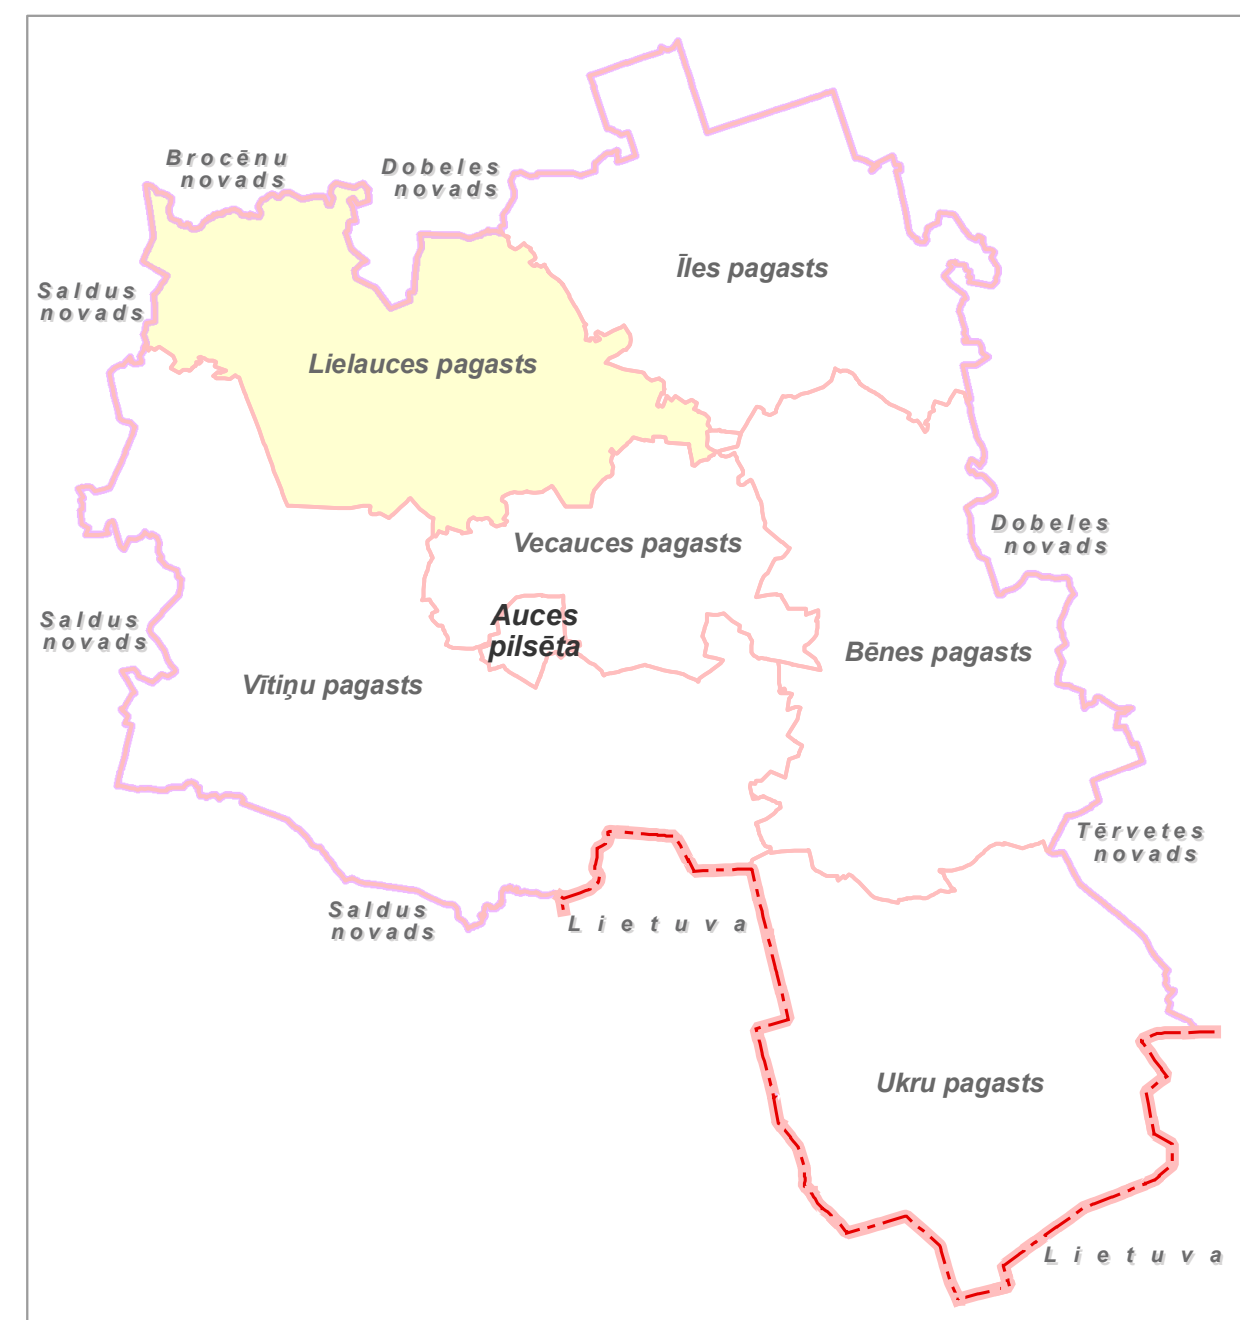 Brocēnu
novads
Dobeles
novads
Īles pagasts
Saldus
novads
Lielauces pagasts
Dobeles
novads
Vecauces pagasts
Auces
pilsēta
Saldus
novads
Bēnes pagasts
Vītiņu pagasts
Tērvetes
novads
Saldus
novads
Lietuva
Ukru pagasts
Lietuva